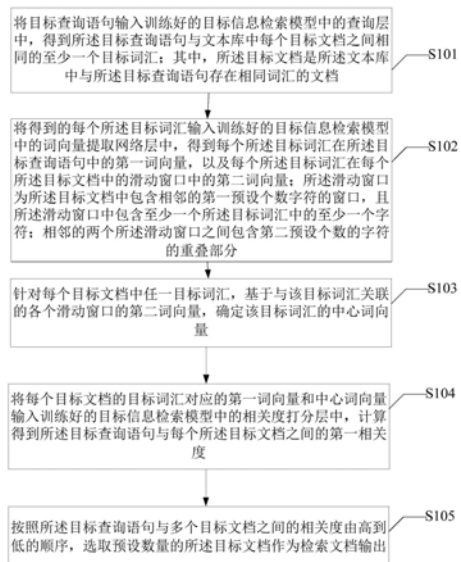 将目标查询语句输入训练好的目标信息检索模型中的查询层
中，得到所述目标查询语句与文本库中每个目标文档之间相
同的至少一个目标词汇；其中，所述目标文档是所述文本库
中与所述目标查询语句存在相同词汇的文档
S101
将得到的每个所述目标词汇输入训练好的目标信息检索模型
中的词向量提取网络层中，得到每个所述目标词汇在所述目
标查询语句中的第一词向量，以及每个所述目标词汇在每个
所述目标文档中的滑动窗口中的第二词向量；所述滑动窗口
为所述目标文档中包含相邻的第一预设个数字符的窗口，且
所述滑动窗口中包含至少一个所述目标词汇中的至少一个字
符；相邻的两个所述滑动窗口之间包含第二预设个数的字符
的重叠部分
S102
针对每个目标文档中任一目标词汇，基于与该目标词汇关联
的各个滑动窗口的第二词向量，确定该目标词汇的中心词向
量
S103
将每个目标文档的目标词汇对应的第一词向量和中心词向量
输入训练好的目标信息检索模型中的相关度打分层中，计算
得到所述目标查询语句与每个所述目标文档之间的第一相关
度
S104
按照所述目标查询语句与多个目标文档之间的相关度由高到
低的顺序，选取预设数量的所述目标文档作为检索文档输出
S105